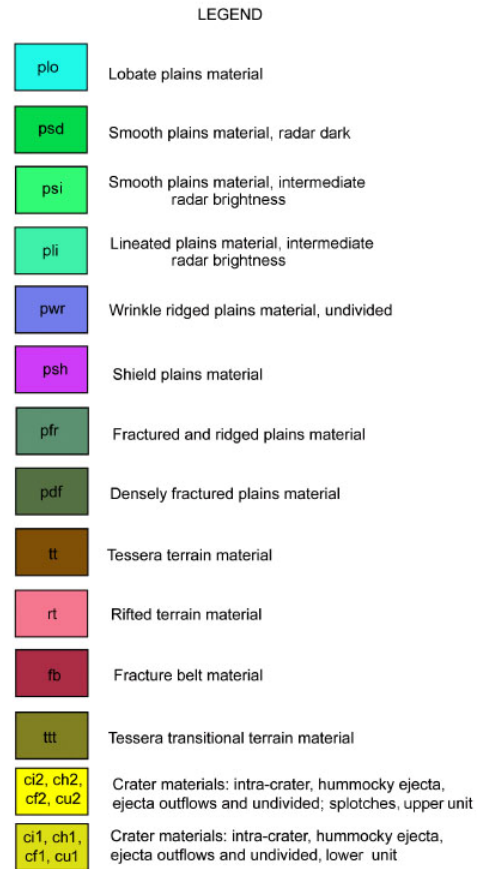 LEGEND
plo Lobate plains material
psd Smooth plains material, radar dark
psi Smooth plains material, intermediate
radar brightness
pli Lineated plains material, intermediate
radar brightness
pwr Wrinkle ridged plains material, undivided
psh Shield plains material
pfr Fractured and ridged plains material
pdf Densely fractured plains material
tt Tessera terrain material
rt Rifted terrain material
fb Fracture belt material
ttt Tessera transitional terrain material
ci2, ch2, Crater materials: intra-crater, hummocky ejecta,
cf2, cu2 ejecta outflows and undivided; splotches, upper unit
ci1, ch1, Crater materials: intra-crater, hummocky ejecta,
cf1, cu1 ejecta outflows and undivided, lower unit